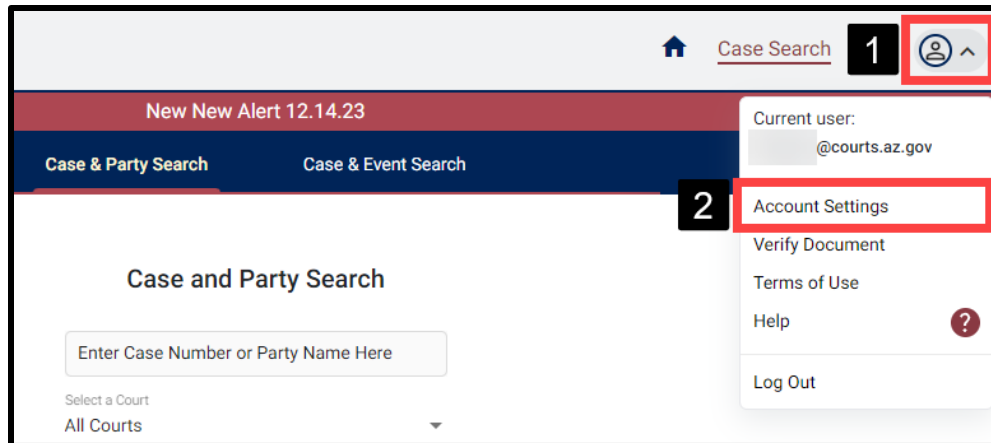 Case Search
1
New New Alert 12.14.23
Current user:
@courts.az.gov
Case & Party Search
Case & Event Search
2
Account Settings
Verify Document
Terms of Use
Help
?
Log Out
Case and Party Search
Enter Case Number or Party Name Here
Select a Court
All Courts